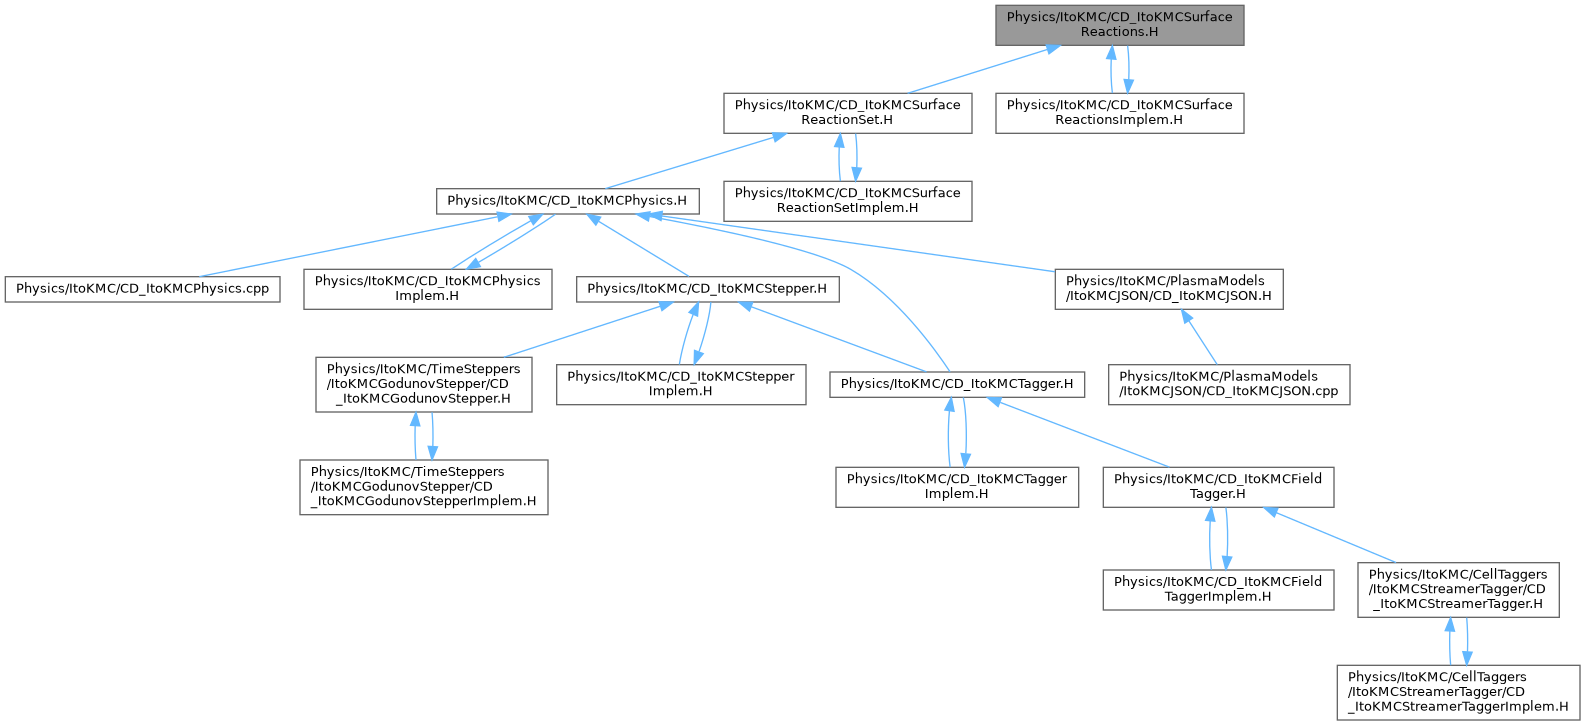 Physics/ItoKMC/CD_ItoKMCSurface
Reactions.H
Physics/ItoKMC/CD_ItoKMCSurface
ReactionSet.H
Physics/ItoKMC/CD_ItoKMCSurface
ReactionsImplem.H
Physics/ItoKMC/CD_ItoKMCPhysics.H
Physics/ItoKMC/CD_ItoKMCSurface
ReactionSetImplem.H
Physics/ItoKMC/CD_ItoKMCPhysics.cpp
Physics/ItoKMC/CD_ItoKMCPhysics
Implem.H
Physics/ItoKMC/CD_ItoKMCStepper.H
Physics/ItoKMC/PlasmaModels
/ItoKMCJSON/CD_ItoKMCJSON.H
Physics/ItoKMC/TimeSteppers
/ItoKMCGodunovStepper/CD
_ItoKMCGodunovStepper.H
Physics/ItoKMC/CD_ItoKMCStepper
Implem.H
Physics/ItoKMC/CD_ItoKMCTagger.H
Physics/ItoKMC/PlasmaModels
/ItoKMCJSON/CD_ItoKMCJSON.cpp
Physics/ItoKMC/TimeSteppers
/ItoKMCGodunovStepper/CD
_ItoKMCGodunovStepperImplem.H
Physics/ItoKMC/CD_ItoKMCTagger
Implem.H
Physics/ItoKMC/CD_ItoKMCField
Tagger.H
Physics/ItoKMC/CD_ItoKMCField
TaggerImplem.H
Physics/ItoKMC/CellTaggers
/ItoKMCStreamerTagger/CD
_ItoKMCStreamerTagger.H
Physics/ItoKMC/CellTaggers
/ItoKMCStreamerTagger/CD
_ItoKMCStreamerTaggerImplem.H